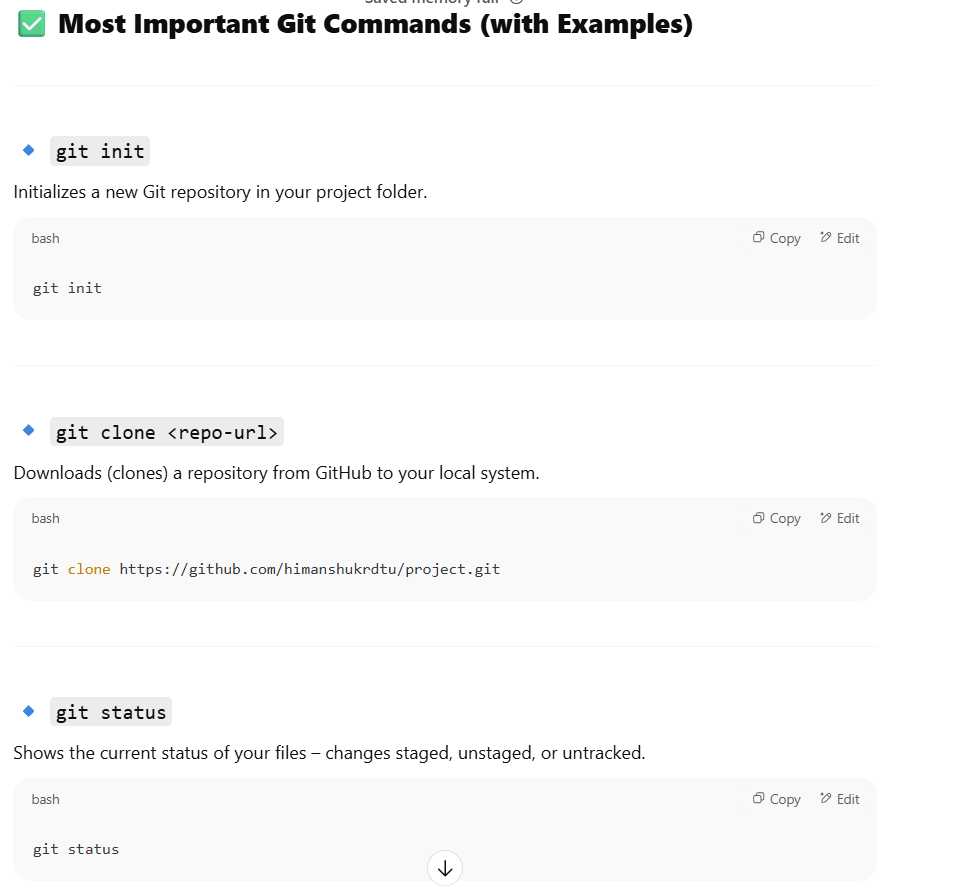 Saved memory full
Most Important Git Commands (with Examples)
git init
Initializes a new Git repository in your project folder.
bash Copy Edit
git init
git clone <repo-url>
Downloads (clones) a repository from GitHub to your local system.
bash Copy Edit
git clone https://github.com/himanshukrdtu/project.git
git status
Shows the current status of your files – changes staged, unstaged, or untracked.
bash Copy Edit
git status